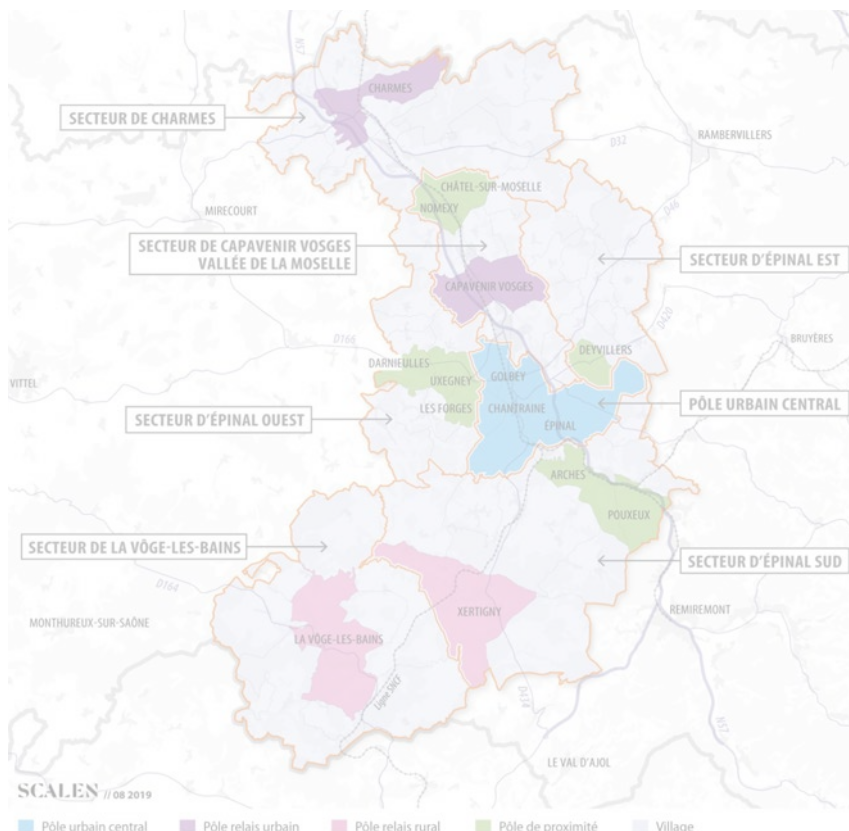 N57
CHARMES
SECTEUR DE CHARMES
RAMBERVILLERS
D32
CHÂTEL-SUR-MOSELLE
NOMEXY
MIRECOURT
D46
SECTEUR DE CAPAVENIR VOSGES
VALLÉE DE LA MOSELLE
SECTEUR D'ÉPINAL EST
CAPAVENIR VOSGES
D420
BRUYÈRES
D166
DEYVILLERS
DARNIEULLES
GOLBEY
VITTEL
UXEGNEY
LES FORGES
CHANTRAINE
PÔLE URBAIN CENTRAL
SECTEUR D'ÉPINAL OUEST
ÉPINAL
ARCHES
POUXEUX
SECTEUR DE LA VÔGE-LES-BAINS
SECTEUR D'ÉPINAL SUD
D164
XERTIGNY
REMIREMONT
MONTHUREUX-SUR-SAÔNE
LA VÔGE-LES-BAINS
Ligne SNCF
D434
N57
LE VAL D'AJOL
SCALEN // 08 2019
Pôle urbain central
Pôle relais urbain
Pôle relais rural
Pôle de proximité
Village